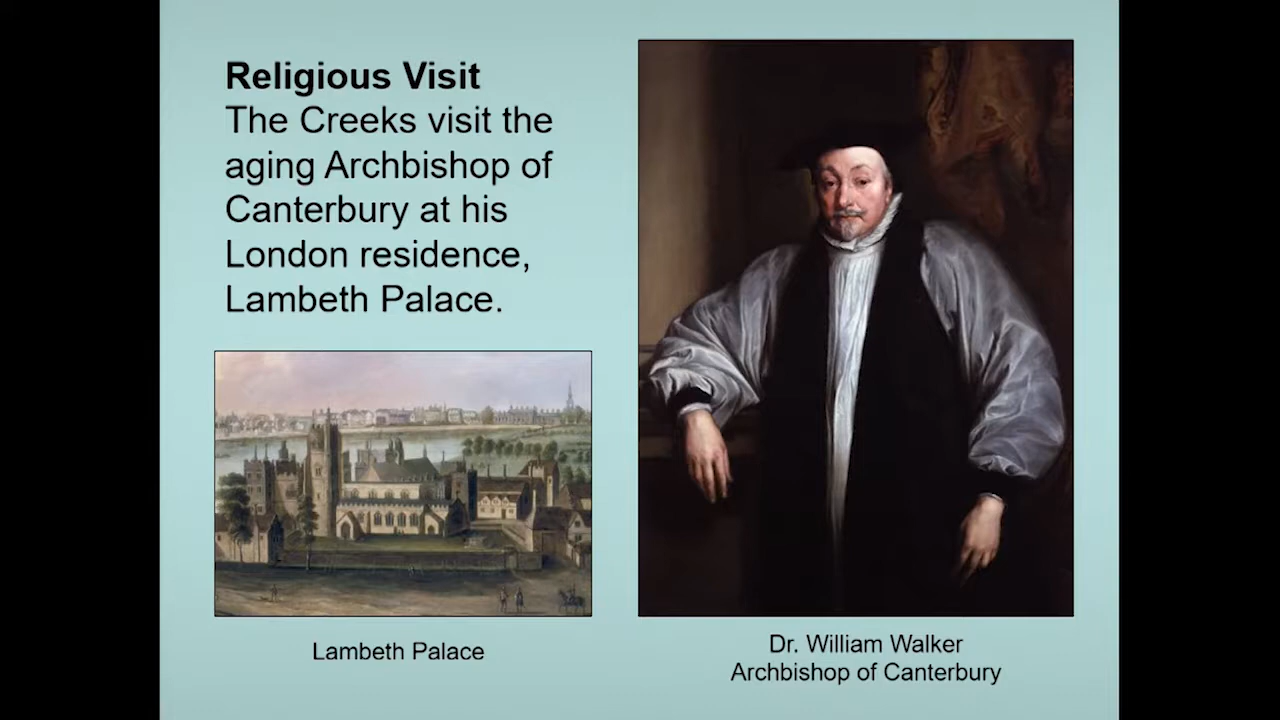 Religious Visit
The Creeks visit the
aging Archbishop of
Canterbury at his
London residence,
Lambeth Palace.
Lambeth Palace
Dr. William Walker
Archbishop of Canterbury